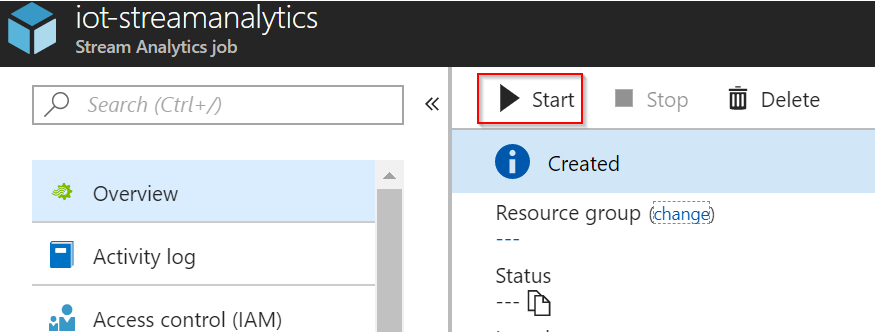 iot-streamanalytics
Stream Analytics job
Search (Ctrl+/)
«
Start
Stop
Delete
Created
Overview
Activity log
Access control (IAM)
Resource group (change)
---
Status
---